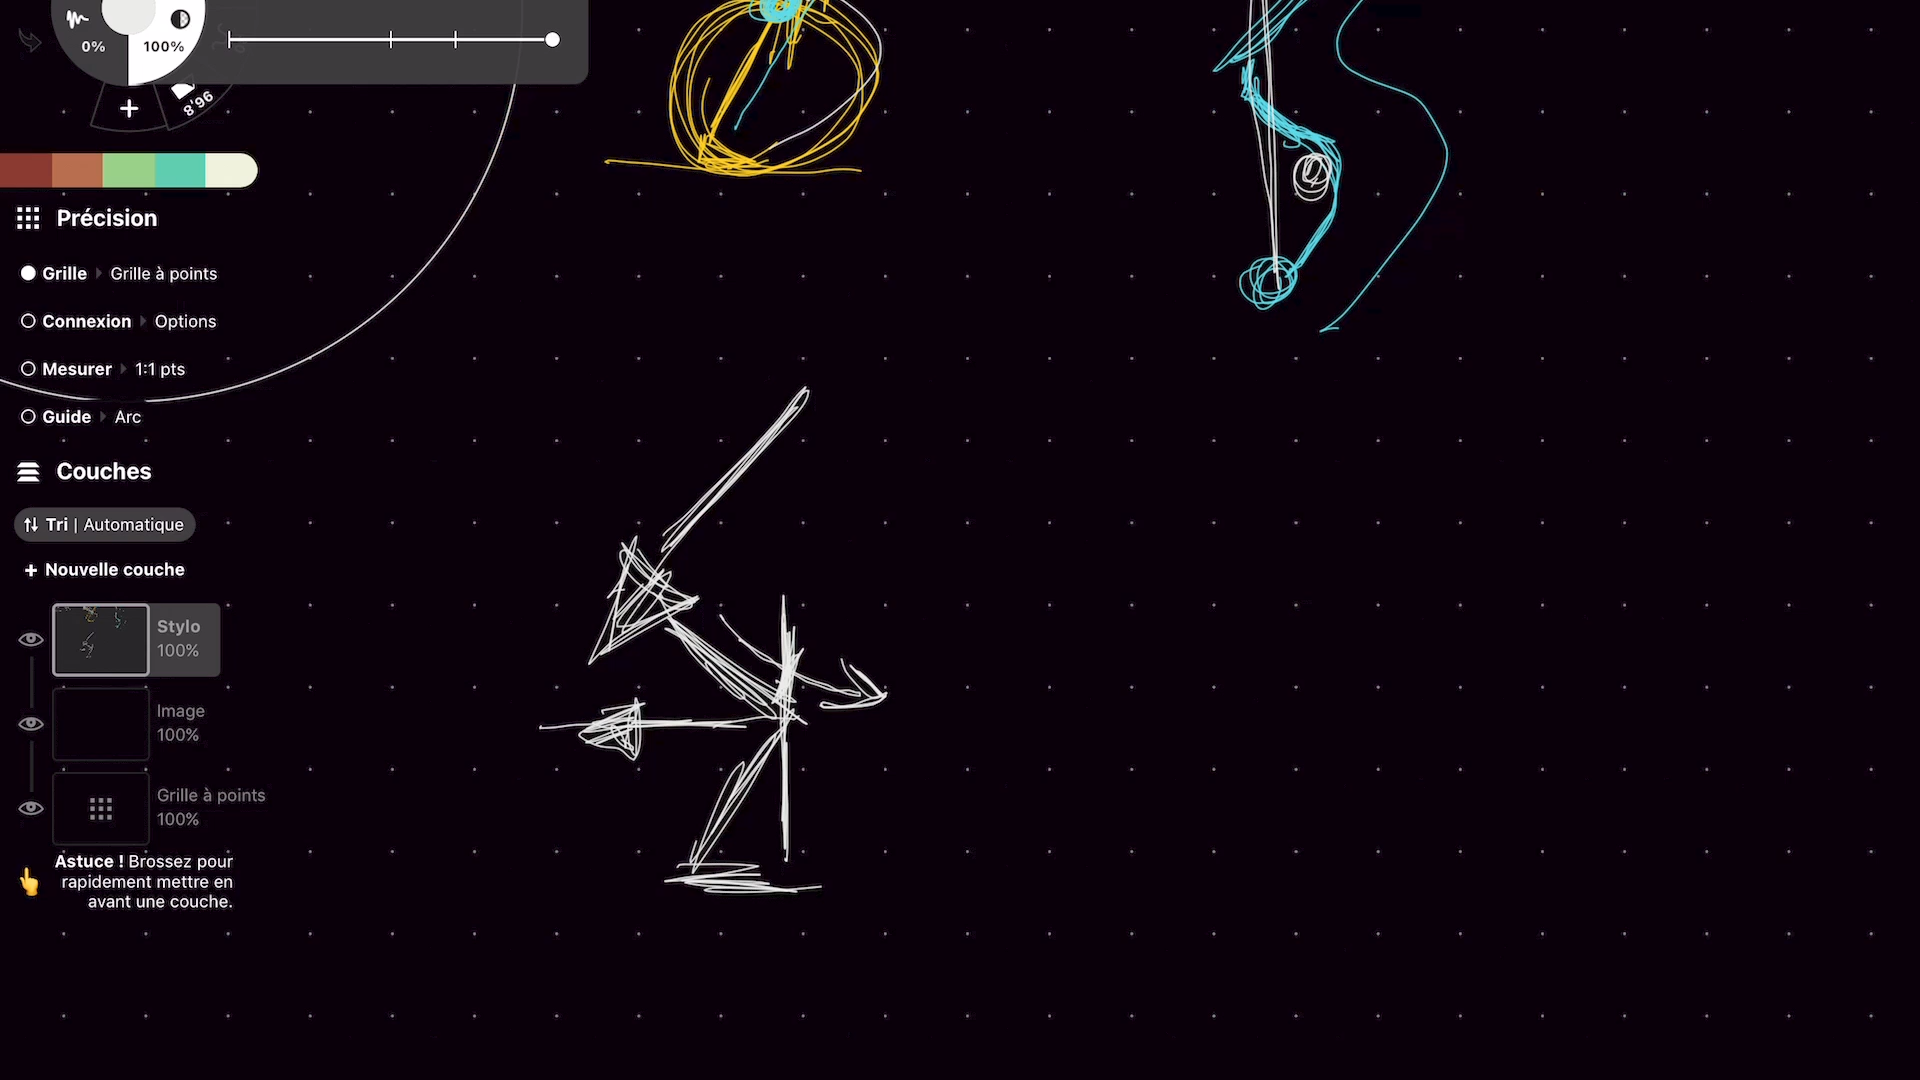 0%
100%
96,8
Précision
Grille Grille à points
Connexion Options
Mesurer 1:1 pts
Guide Arc
Couches
Tri | Automatique
+ Nouvelle couche
Stylo
100%
Image
100%
Grille à points
100%
Astuce ! Brossez pour
rapidement mettre en
avant une couche.